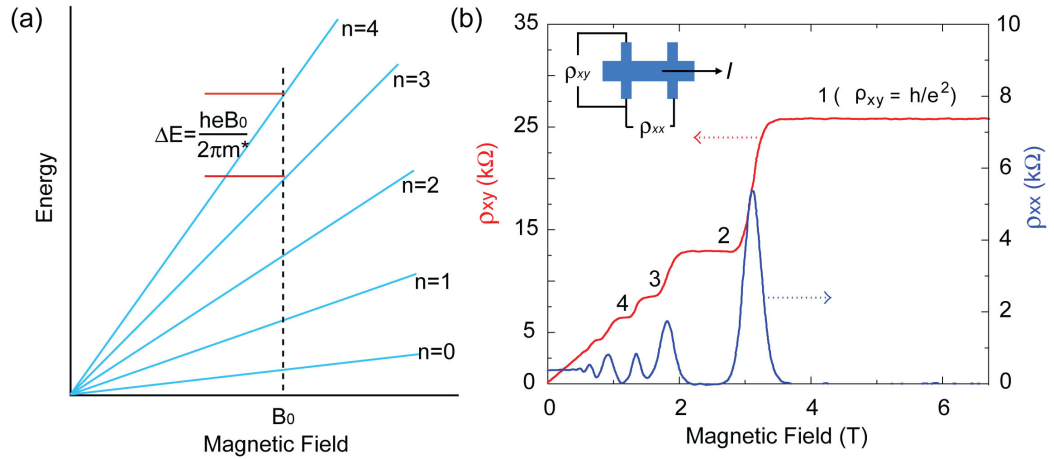 (a)
n=4
n=3
ΔE=heB₀/2πm*
n=2
n=1
n=0
Energy
B₀
Magnetic Field
(b)
35
25
15
5
0
ρxy (kΩ)
ρxy
I
ρxx
1 ( ρxy = h/e²)
2
3
4
10
8
6
4
2
0
ρxx (kΩ)
0
2
4
6
Magnetic Field (T)